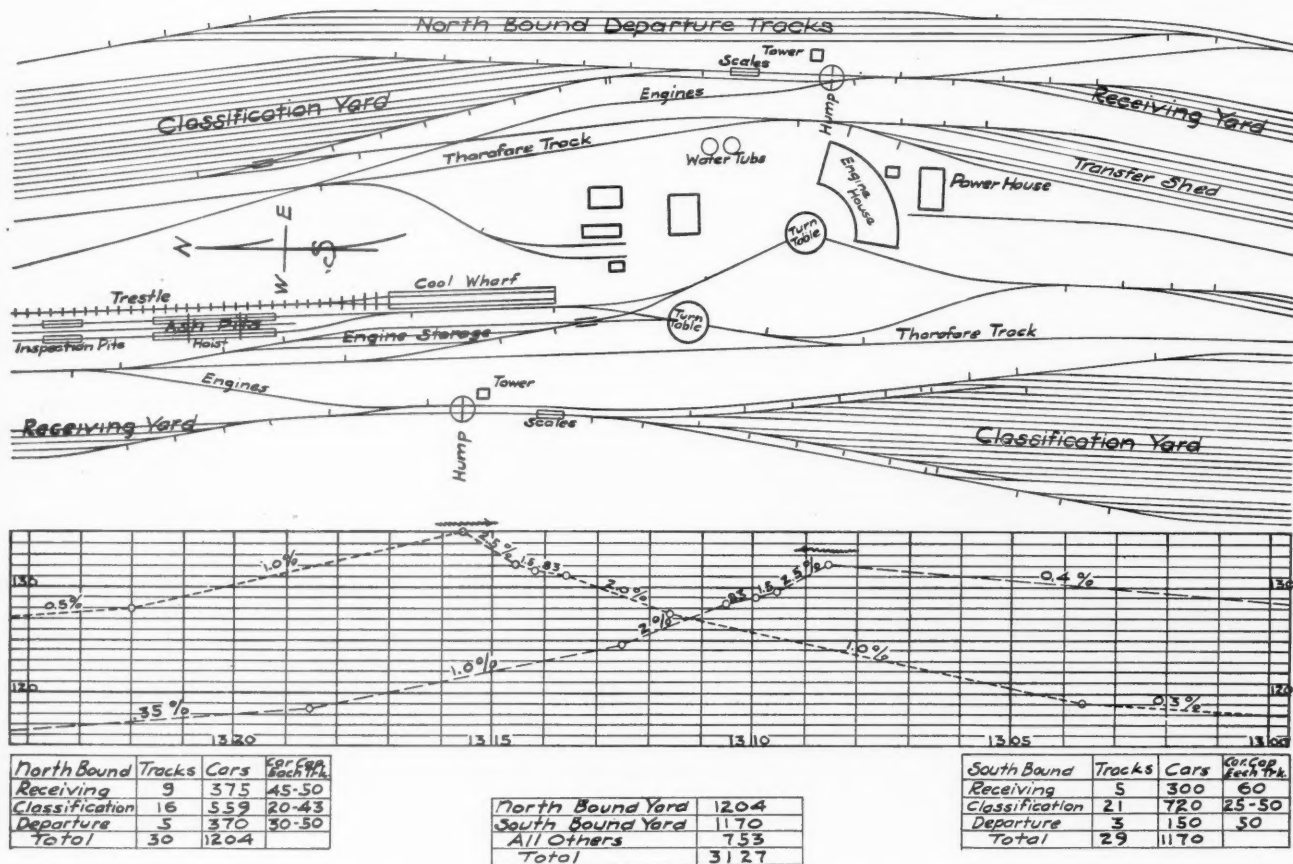 North Bound Departure Tracks
Tower
Scales
Classification Yard
Engines
Hump
Receiving Yard
Thorofare Track
Water Tubs
Engine House
Power House
Transfer Shed
N
E
S
W
Turn Table
Trestle
Coal Wharf
Ash Pits
Inspection Pits
Hoist
Engine Storage
Turn Table
Thorofare Track
Engines
Tower
Receiving Yard
Hump
Scales
Classification Yard
130
0.5%
1.0%
2.5%
1.5
.83
2.0%
2.%
.83
1.5
2.5%
0.4%
130
120
.35%
1.0%
1.0%
0.3%
120
1320
1315
1310
1305
1300
North Bound Tracks Cars Car Cap. Each Trk.
Receiving 9 375 45-50
Classification 16 559 20-43
Departure 5 370 30-50
Total 30 1204
North Bound Yard 1204
South Bound Yard 1170
All Others 753
Total 3127
South Bound Tracks Cars Car Cap Each Trk.
Receiving 5 300 60
Classification 21 720 25-50
Departure 3 150 50
Total 29 1170